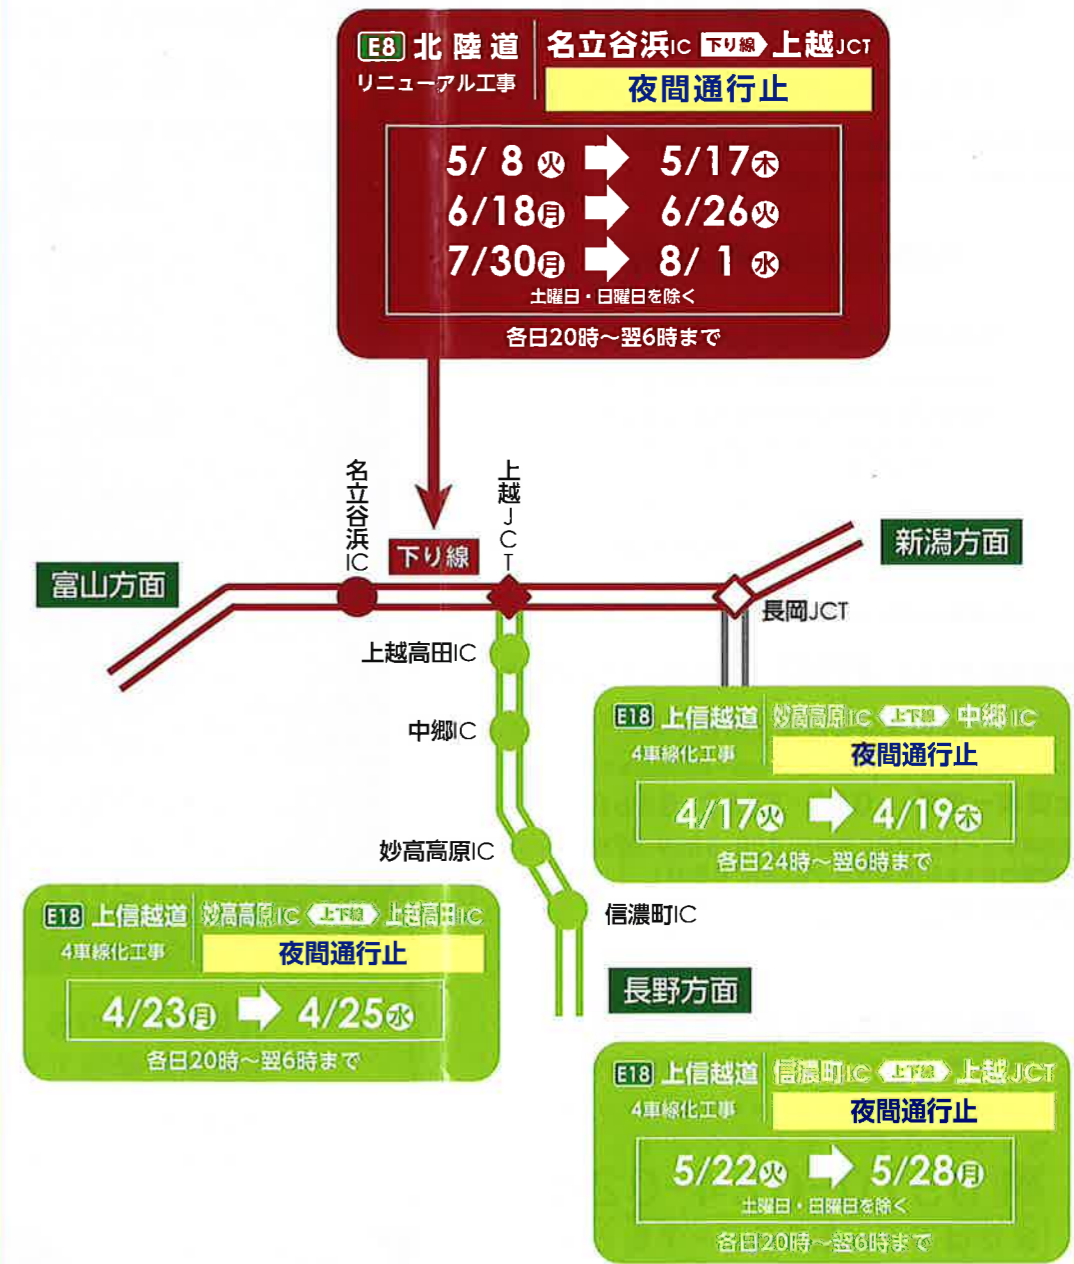 E8 北陸道
リニューアル工事
名立谷浜IC 下り線 上越JCT
夜間通行止
5/ 8 火 ➡ 5/17 木
6/18 月 ➡ 6/26 火
7/30 月 ➡ 8/ 1 水
土曜日・日曜日を除く
各日20時～翌6時まで
名立谷浜IC
下り線
上越JCT
新潟方面
富山方面
長岡JCT
上越高田IC
中郷IC
妙高高原IC
信濃町IC
長野方面
E18 上信越道
4車線化工事
妙高高原IC 上下線 中郷IC
夜間通行止
4/17 火 ➡ 4/19 木
各日24時～翌6時まで
E18 上信越道
4車線化工事
妙高高原IC 上下線 上越高田IC
夜間通行止
4/23 月 ➡ 4/25 水
各日20時～翌6時まで
E18 上信越道
4車線化工事
信濃町IC 上下線 上越JCT
夜間通行止
5/22 火 ➡ 5/28 月
土曜日・日曜日を除く
各日20時～翌6時まで